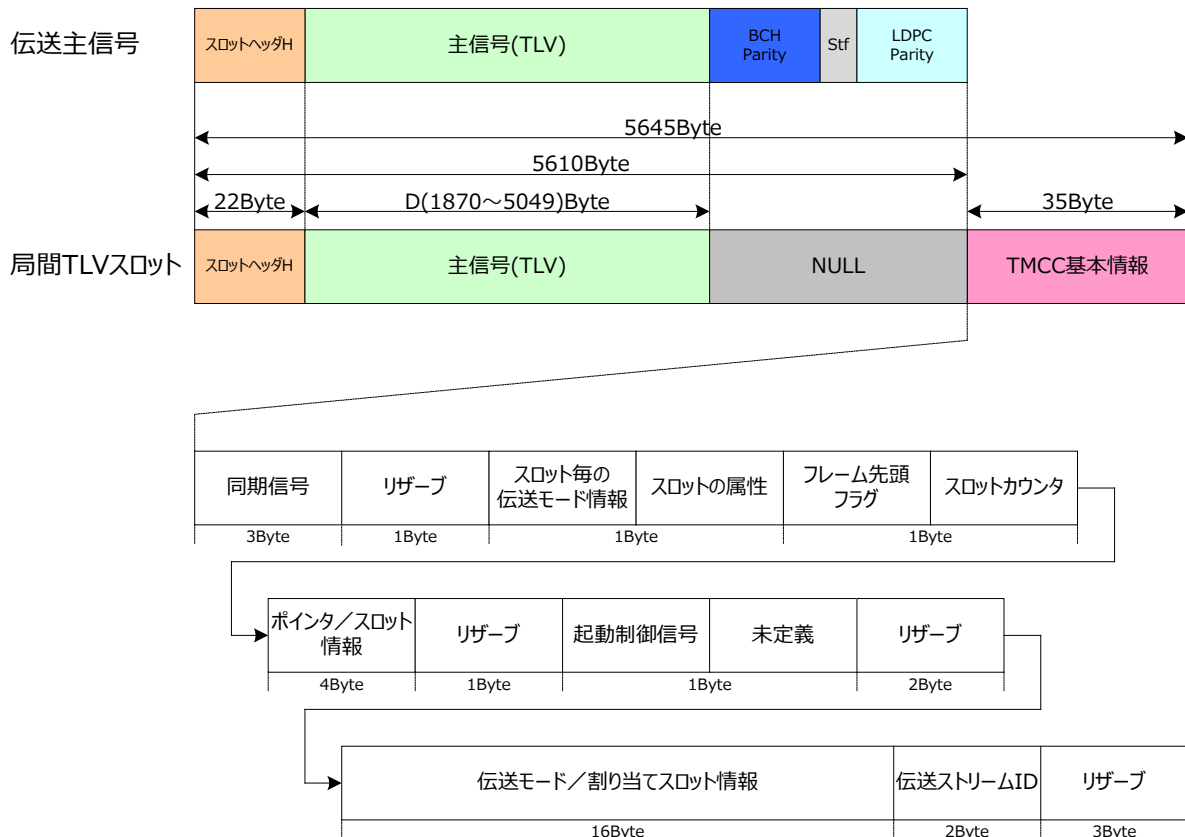 伝送主信号
スロットヘッダH
主信号(TLV)
BCH
Parity
Stf
LDPC
Parity
5645Byte
5610Byte
22Byte
D(1870～5049)Byte
35Byte
局間TLVスロット
スロットヘッダH
主信号(TLV)
NULL
TMCC基本情報
同期信号
リザーブ
スロット毎の
伝送モード情報
スロットの属性
フレーム先頭
フラグ
スロットカウンタ
3Byte
1Byte
1Byte
1Byte
ポインタ／スロット
情報
リザーブ
起動制御信号
未定義
リザーブ
4Byte
1Byte
1Byte
2Byte
伝送モード／割り当てスロット情報
伝送ストリームID
リザーブ
16Byte
2Byte
3Byte